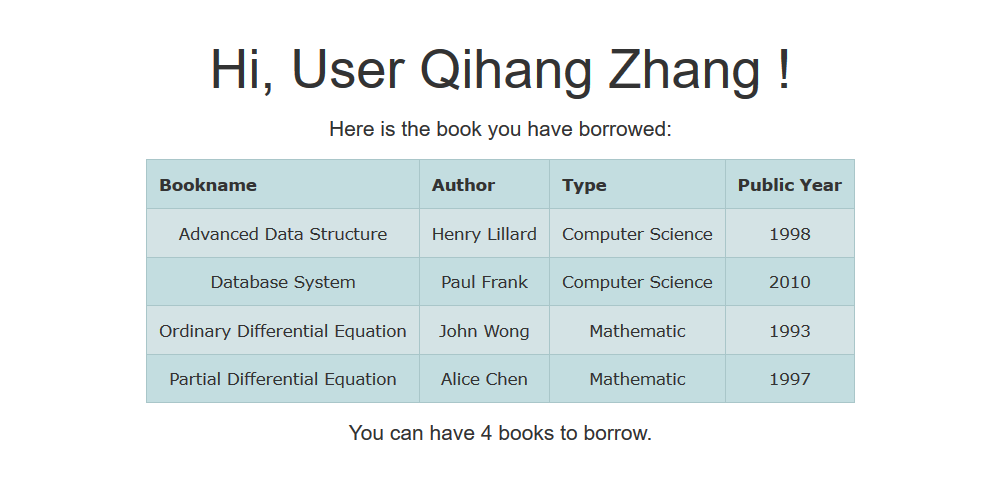 Hi, User Qihang Zhang !
Here is the book you have borrowed:
Bookname Author Type Public Year
Advanced Data Structure Henry Lillard Computer Science 1998
Database System Paul Frank Computer Science 2010
Ordinary Differential Equation John Wong Mathematic 1993
Partial Differential Equation Alice Chen Mathematic 1997
You can have 4 books to borrow.